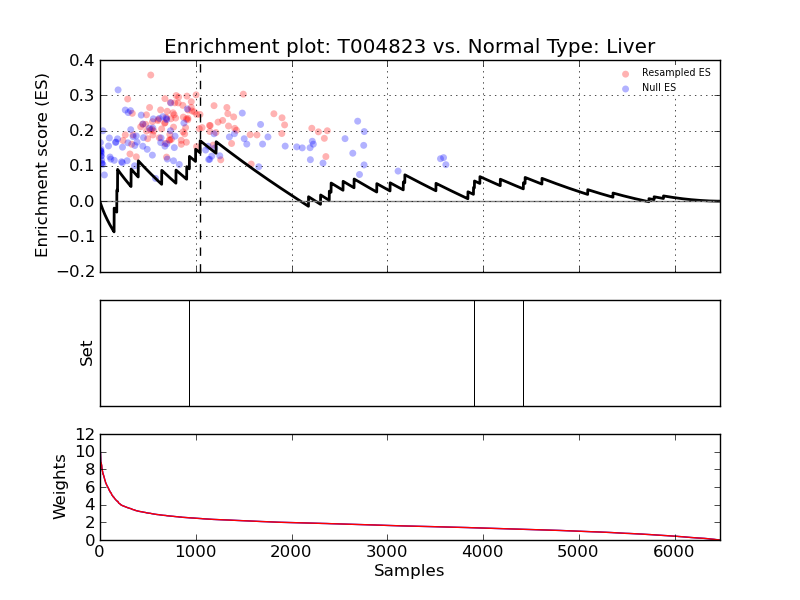 Enrichment plot: T004823 vs. Normal Type: Liver
Enrichment score (ES)
0.4
0.3
0.2
0.1
0.0
−0.1
−0.2
Resampled ES
Null ES
Set
Weights
12
10
8
6
4
2
0
0 1000 2000 3000 4000 5000 6000
Samples